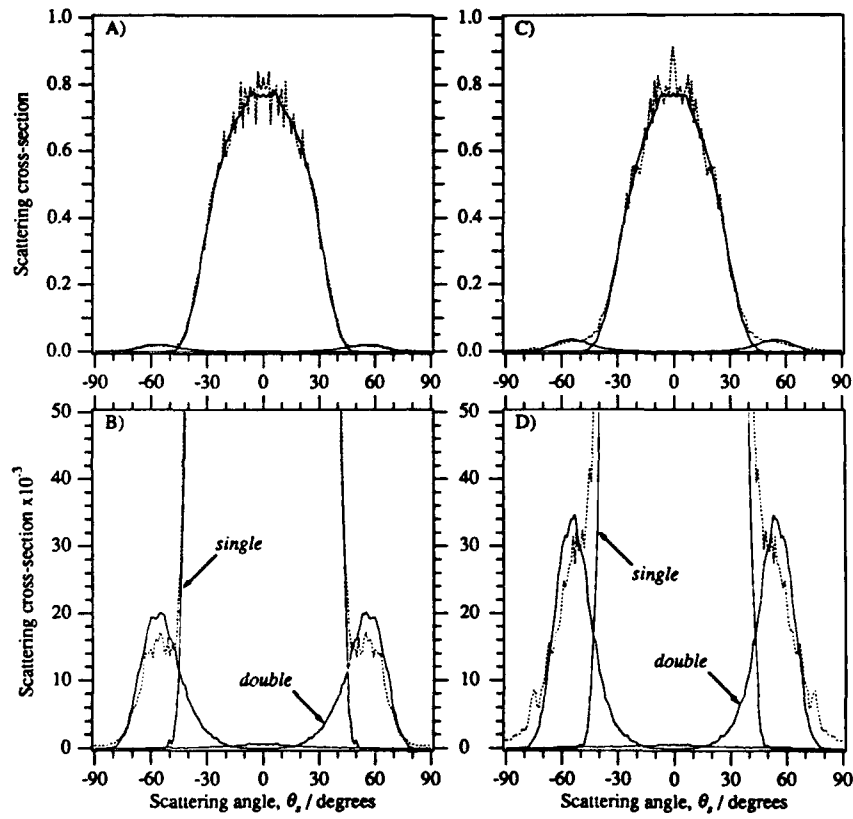 A)
C)
1.0
0.8
0.6
0.4
0.2
0.0
Scattering cross-section
1.0
0.8
0.6
0.4
0.2
0.0
-90 -60 -30 0 30 60 90
-90 -60 -30 0 30 60 90
B)
D)
50
40
30
20
10
0
Scattering cross-section x10⁻³
50
40
30
20
10
0
single
double
single
double
-90 -60 -30 0 30 60 90
Scattering angle, θₛ / degrees
-90 -60 -30 0 30 60 90
Scattering angle, θₛ / degrees